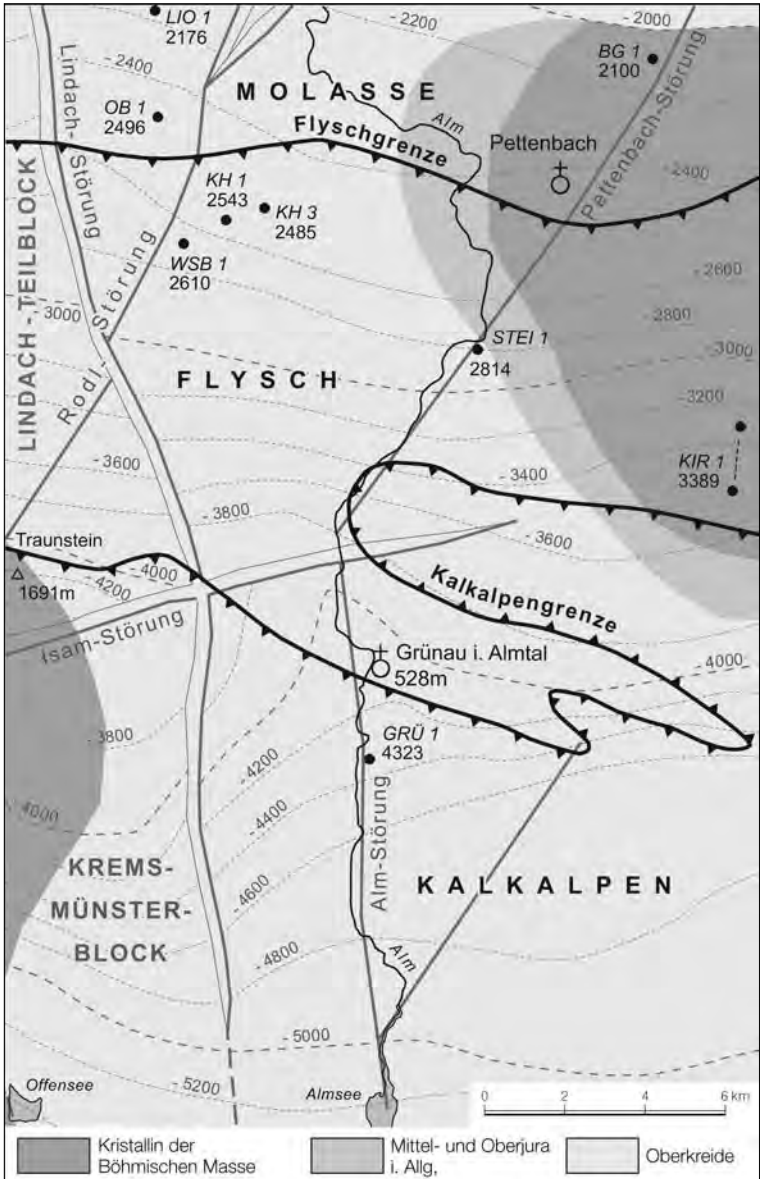 LIO 1
2176
- 2200
- 2000
BG 1
2100
- 2400
OB 1
2496
MOLASSE
Alm
Flyschgrenze
Pettenbach
Pettenbach-Störung
Lindach-Störung
- 2400
KH 1
2543
KH 3
2485
WSB 1
2610
- 2600
- 2800
- 3000
LINDACH-TEILBLOCK
- 3000
Rodl-Störung
STEI 1
2814
FLYSCH
- 3200
- 3400
KIR 1
3389
- 3600
- 3800
- 3600
Traunstein
1691m
- 4000
- 4200
Isam-Störung
Kalkalpengrenze
Grünau i. Almtal
528m
- 4000
- 3800
GRÜ 1
4323
- 4200
- 4000
- 4400
Alm-Störung
KREMS-
MÜNSTER-
BLOCK
KALKALPEN
- 4600
- 4800
Alm
- 5000
- 5200
Offensee
Almsee
0 2 4 6 km
Kristallin der
Böhmischen Masse
Mittel- und Oberjura
i. Allg,
Oberkreide